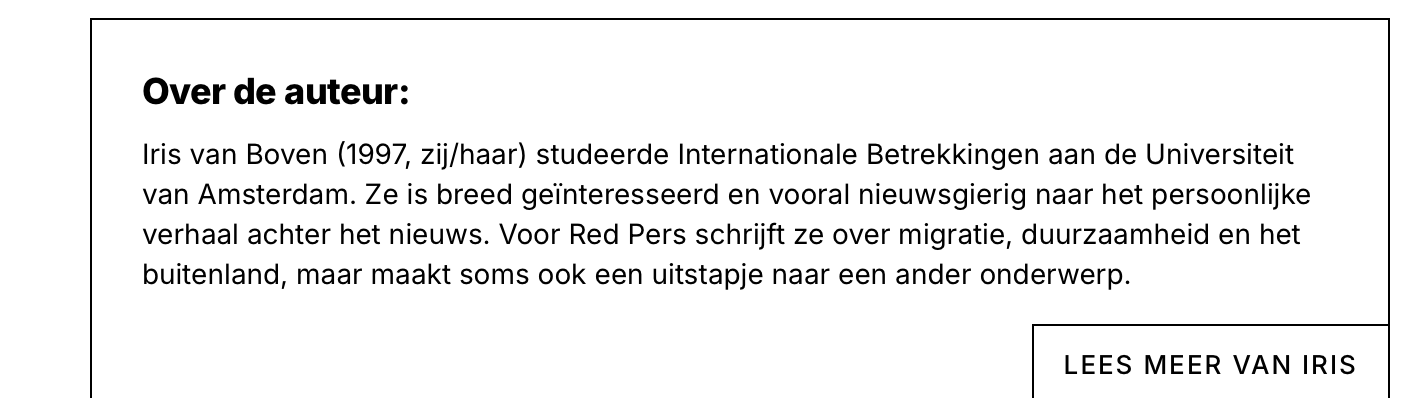 Over de auteur:
Iris van Boven (1997, zij/haar) studeerde Internationale Betrekkingen aan de Universiteit
van Amsterdam. Ze is breed geïnteresseerd en vooral nieuwsgierig naar het persoonlijke
verhaal achter het nieuws. Voor Red Pers schrijft ze over migratie, duurzaamheid en het
buitenland, maar maakt soms ook een uitstapje naar een ander onderwerp.
LEES MEER VAN IRIS